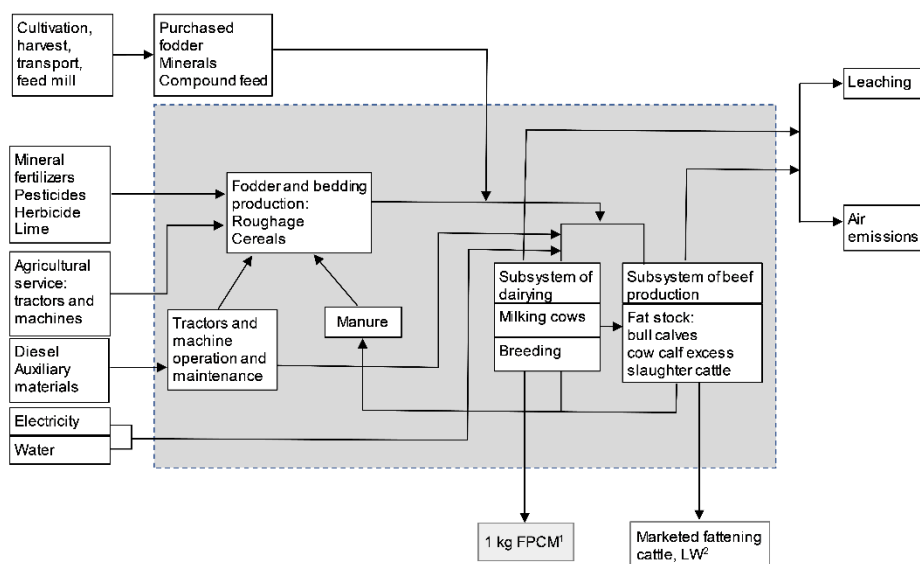 Cultivation,
harvest,
transport,
feed mill
Purchased
fodder
Minerals
Compound feed
Leaching
Mineral
fertilizers
Pesticides
Herbicide
Lime
Fodder and bedding
production:
Roughage
Cereals
Air
emissions
Agricultural
service:
tractors and
machines
Subsystem of
dairying
Milking cows
Breeding
Subsystem of beef
production
Fat stock:
bull calves
cow calf excess
slaughter cattle
Tractors and
machine
operation and
maintenance
Manure
Diesel
Auxiliary
materials
Electricity
Water
1 kg FPCM¹
Marketed fattening
cattle, LW²